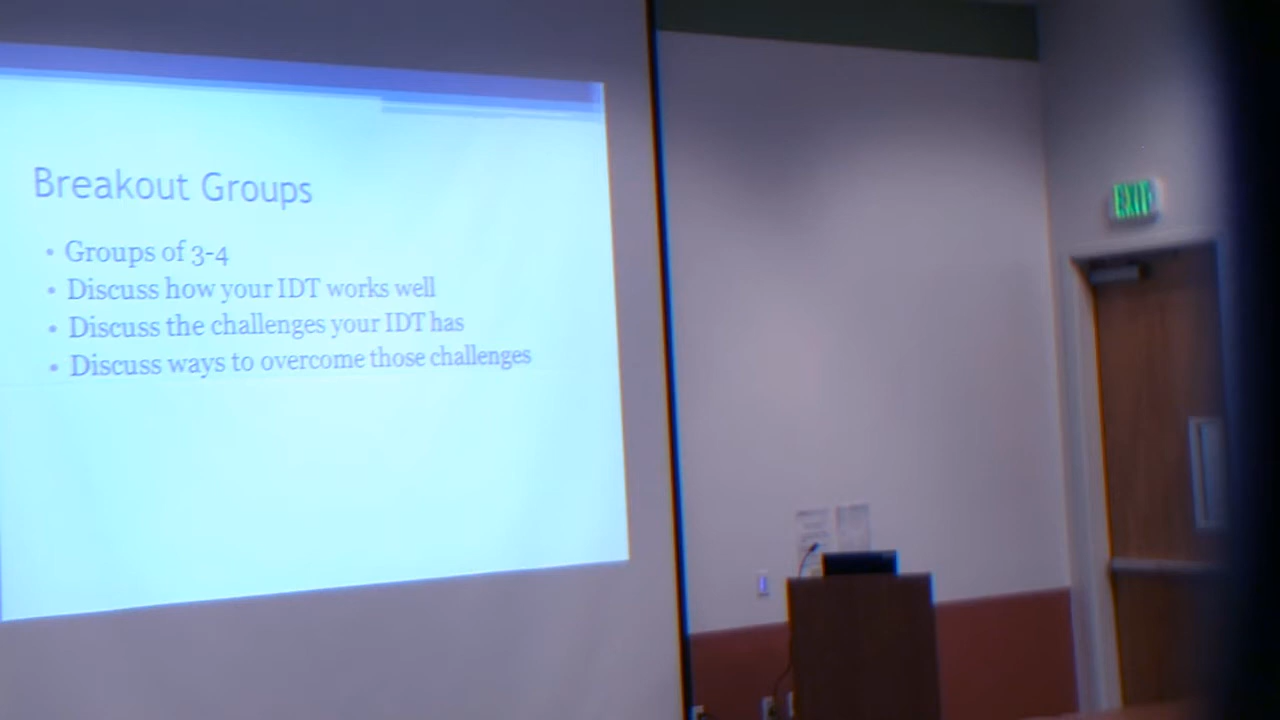 Breakout Groups
• Groups of 3-4
• Discuss how your IDT works well
• Discuss the challenges your IDT has
• Discuss ways to overcome those challenges
EXIT